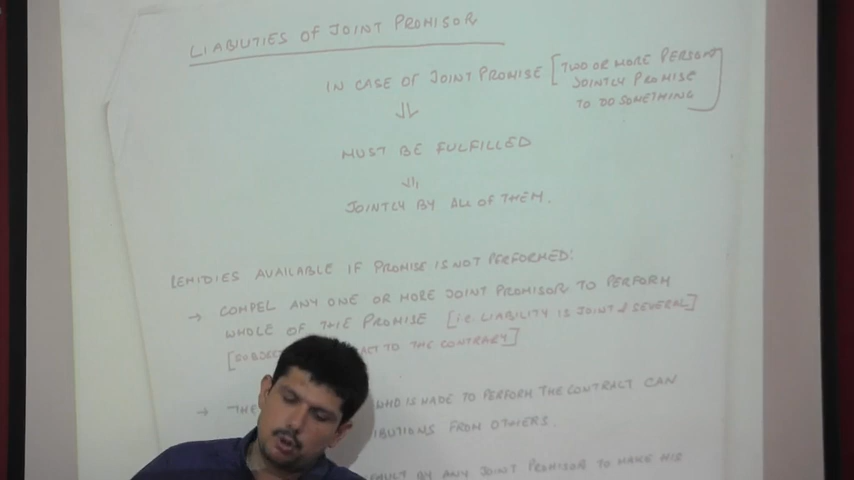 LIABILITIES OF JOINT PROMISOR
IN CASE OF JOINT PROMISE [TWO OR MORE PERSONS
JOINTLY PROMISE
TO DO SOMETHING]
MUST BE FULFILLED
JOINTLY BY ALL OF THEM.
REMIDIES AVAILABLE IF PROMISE IS NOT PERFORMED:
→ COMPEL ANY ONE OR MORE JOINT PROMISOR TO PERFORM
WHOLE OF THE PROMISE [i.e. LIABILITY IS JOINT & SEVERAL]
[SUBJECT TO THE CONTRARY]
→ THE WHO IS MADE TO PERFORM THE CONTRACT CAN
FROM OTHERS.
BY ANY JOINT PROMISOR TO MAKE HIS